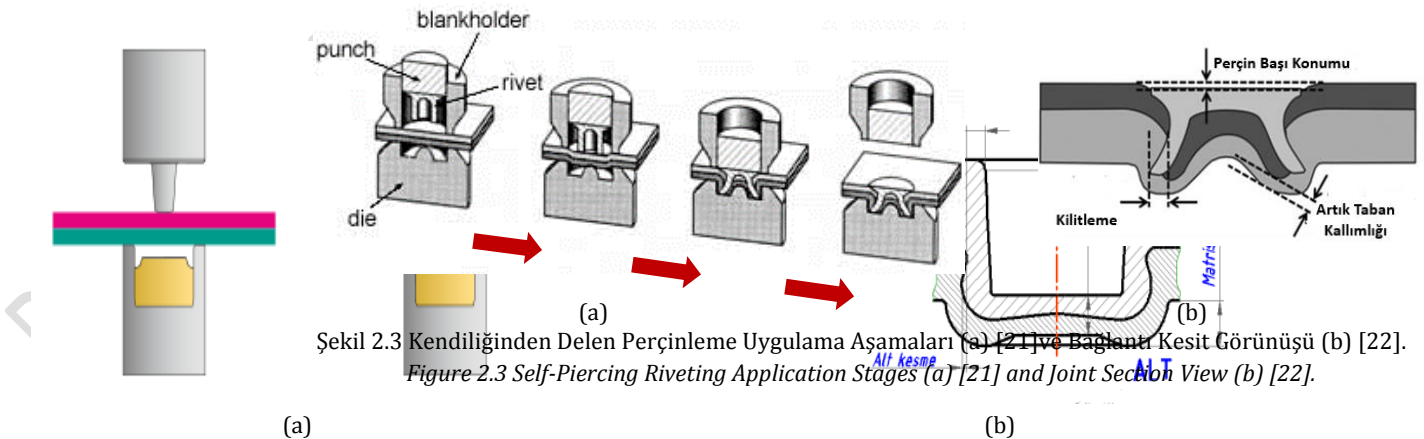 blankholder
punch
rivet
die
Perçin Başı Konumu
Kilitleme
Artık Taban
Kallımlığı
Matris
(a)
(b)
Şekil 2.3 Kendiliğinden Delen Perçinleme Uygulama Aşamaları (a) [21]ve Bağlantı Kesit Görünüşü (b) [22].
Alt kesme
ALT
Figure 2.3 Self-Piercing Riveting Application Stages (a) [21] and Joint Section View (b) [22].
(a)
(b)